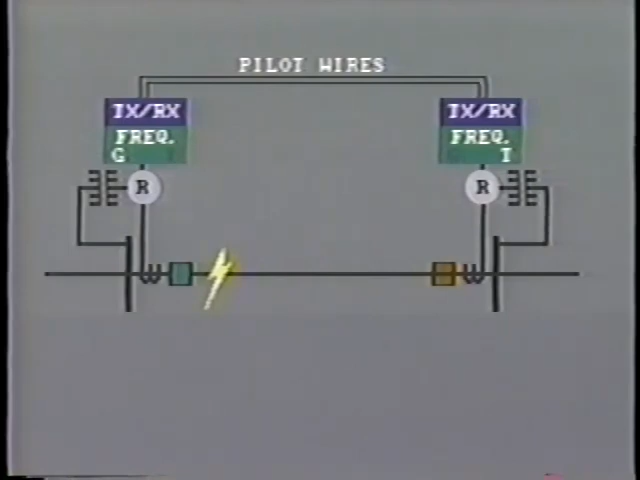 PILOT WIRES
TX/RX
TX/RX
FREQ.
FREQ.
G
T
R
R